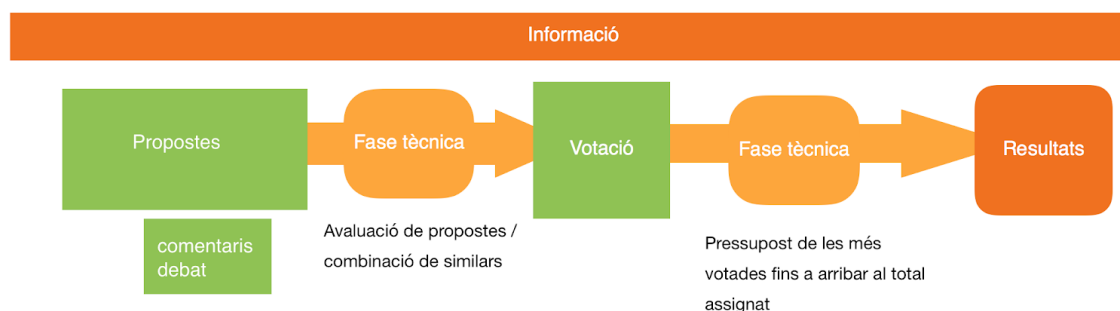 Informació
Propostes
comentaris
debat
Fase tècnica
Avaluació de propostes /
combinació de similars
Votació
Fase tècnica
Pressupost de les més
votades fins a arribar al total
assignat
Resultats